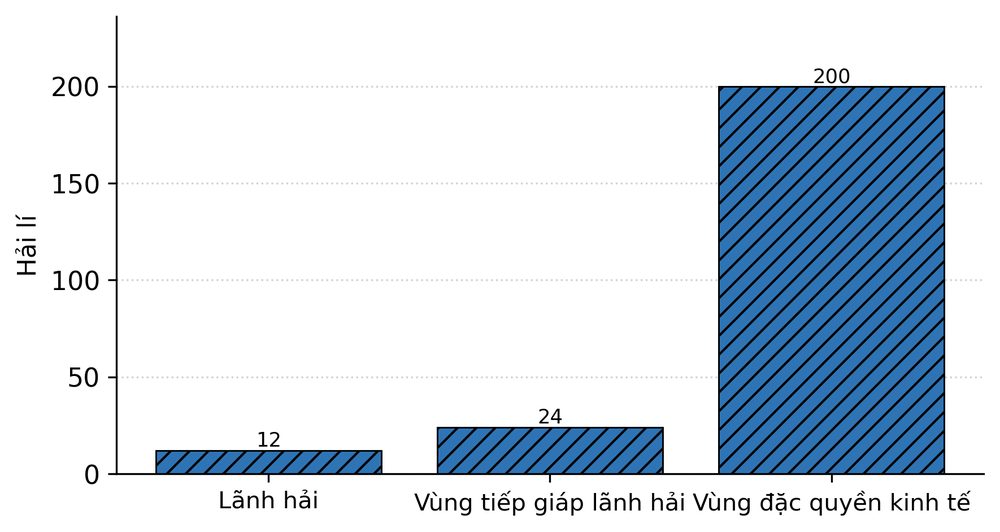 Hải lí
200
150
100
50
0
12
24
200
Lãnh hải
Vùng tiếp giáp lãnh hải
Vùng đặc quyền kinh tế